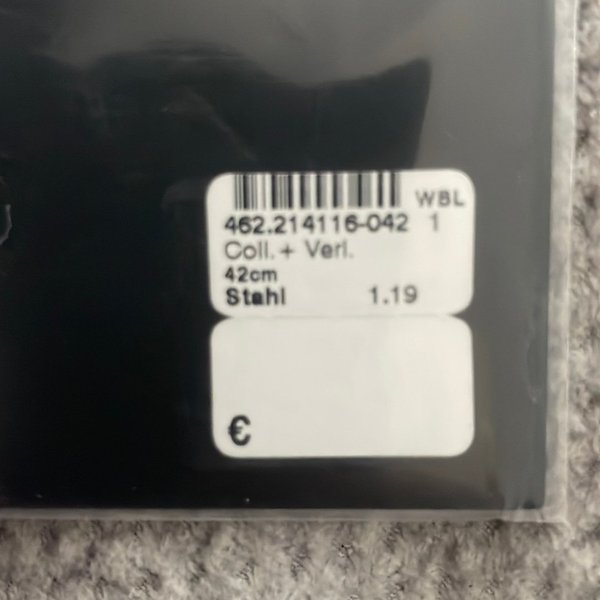 WBL
462.214116-042 1
Coll. + Verl.
42cm
Stahl 1.19
€